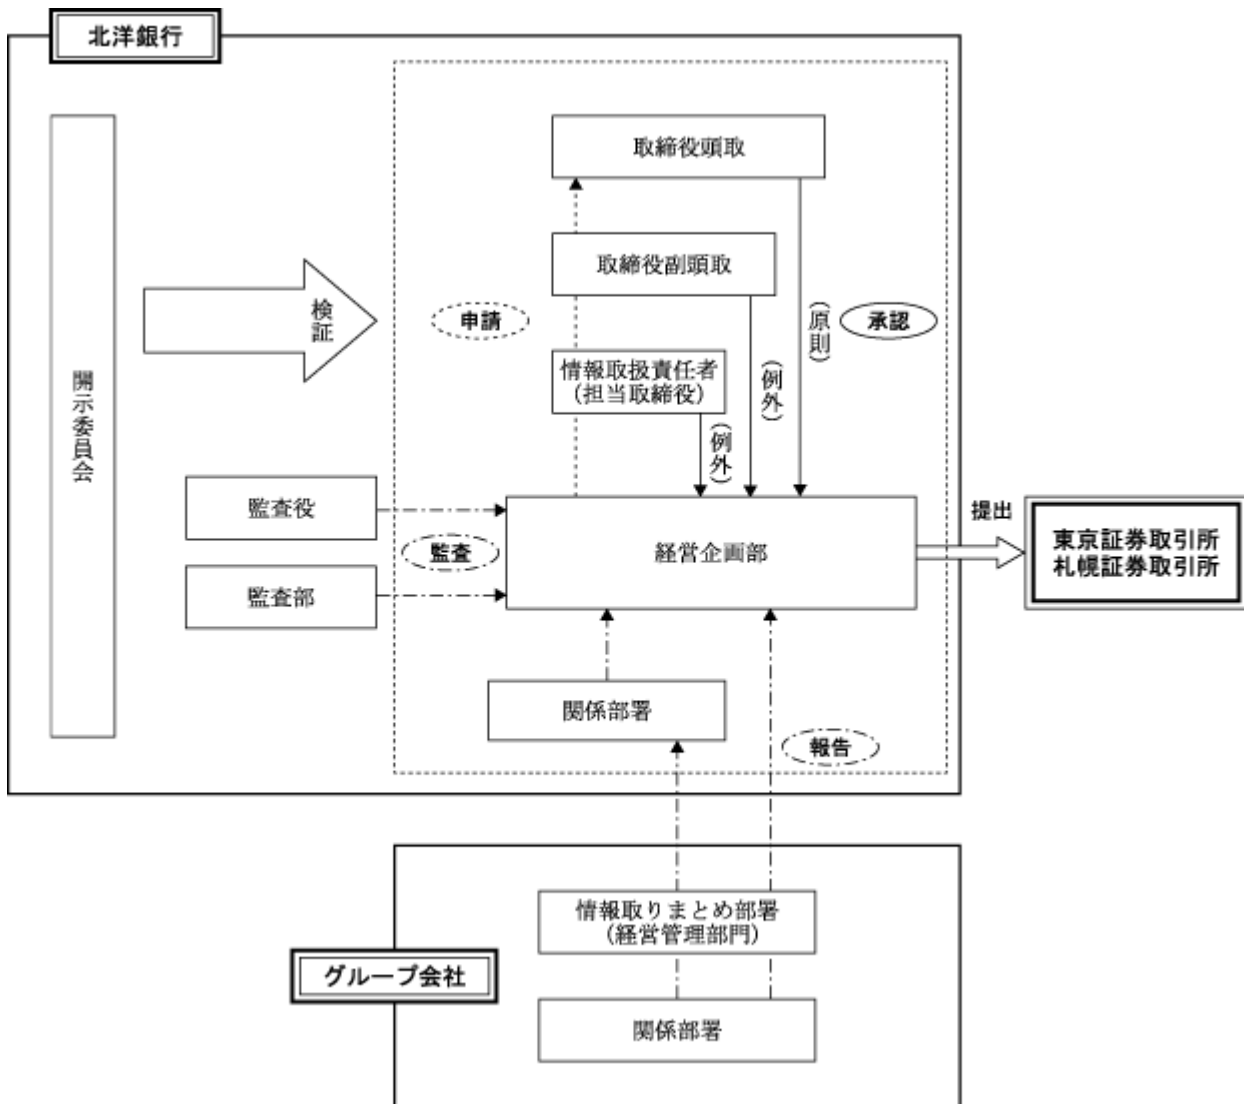 北洋銀行
取締役頭取
取締役副頭取
検証
申請
(原則)
承認
情報取扱責任者
(担当取締役)
(例外)
(例外)
開示委員会
監査役
監査
監査部
経営企画部
提出
東京証券取引所
札幌証券取引所
関係部署
報告
情報取りまとめ部署
(経営管理部門)
グループ会社
関係部署